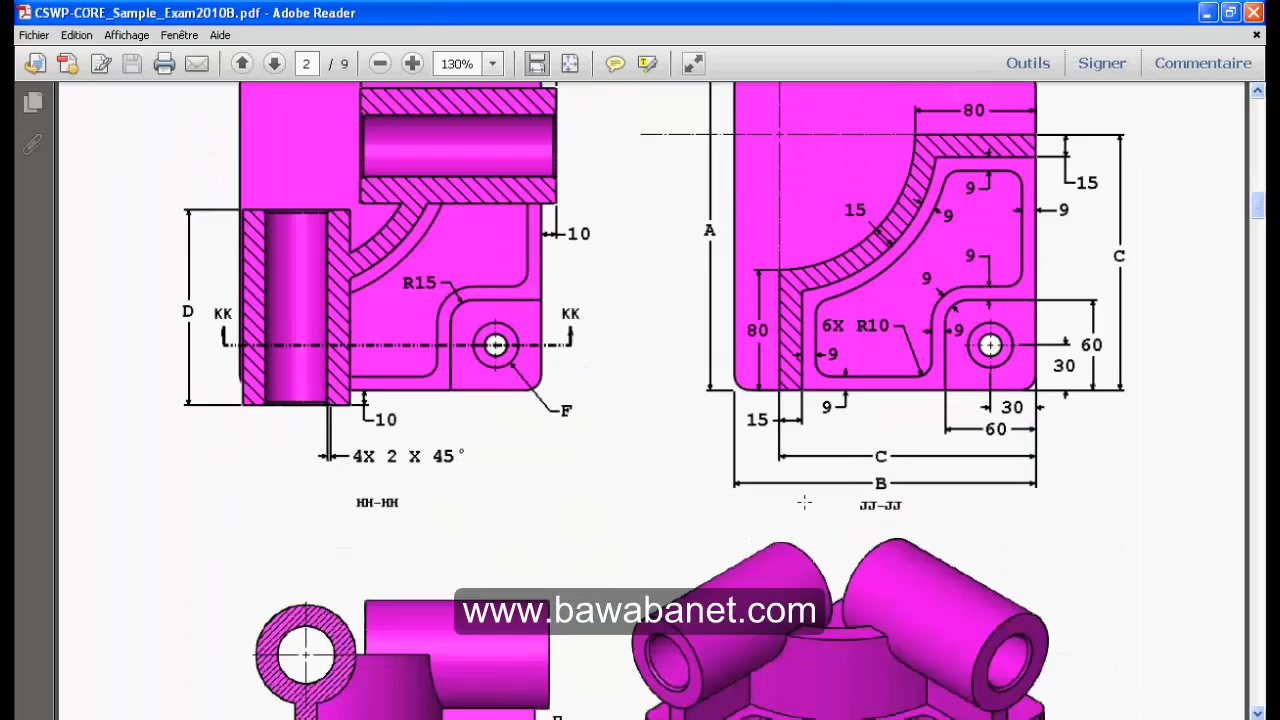 CSWP-CORE_Sample_Exam2010B.pdf - Adobe Reader
Fichier Edition Affichage Fenêtre Aide
2 / 9 130% Outils Signer Commentaire
80
15
9
9
9
15
10
A
9
C
R15
9
D
KK
KK
80
6X R10
9
60
9
30
F
9
30
10
15
60
4X 2 X 45°
C
B
HH-HH
JJ-JJ
www.bawabanet.com